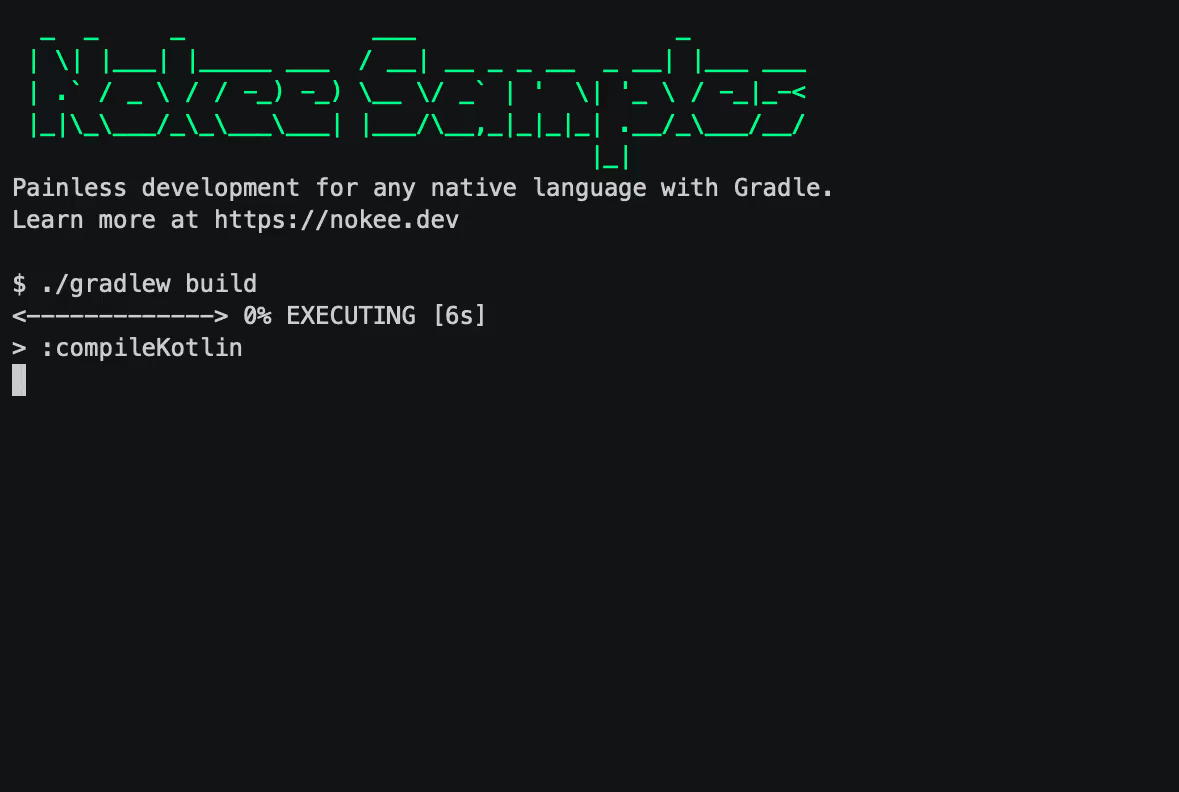 Nokee Samples
Painless development for any native language with Gradle.
Learn more at https://nokee.dev
$ ./gradlew build
<-------------> 0% EXECUTING [6s]
> :compileKotlin